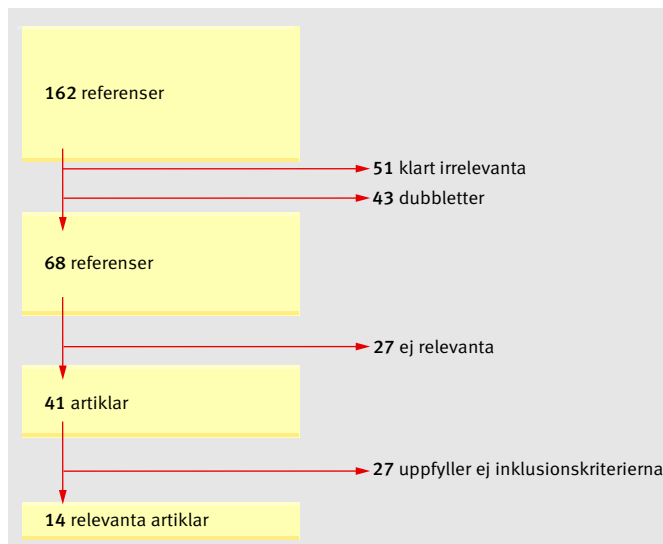 162 referenser
51 klart irrelevanta
43 dubbletter
68 referenser
27 ej relevanta
41 artiklar
27 uppfyller ej inklusionskriterierna
14 relevanta artiklar